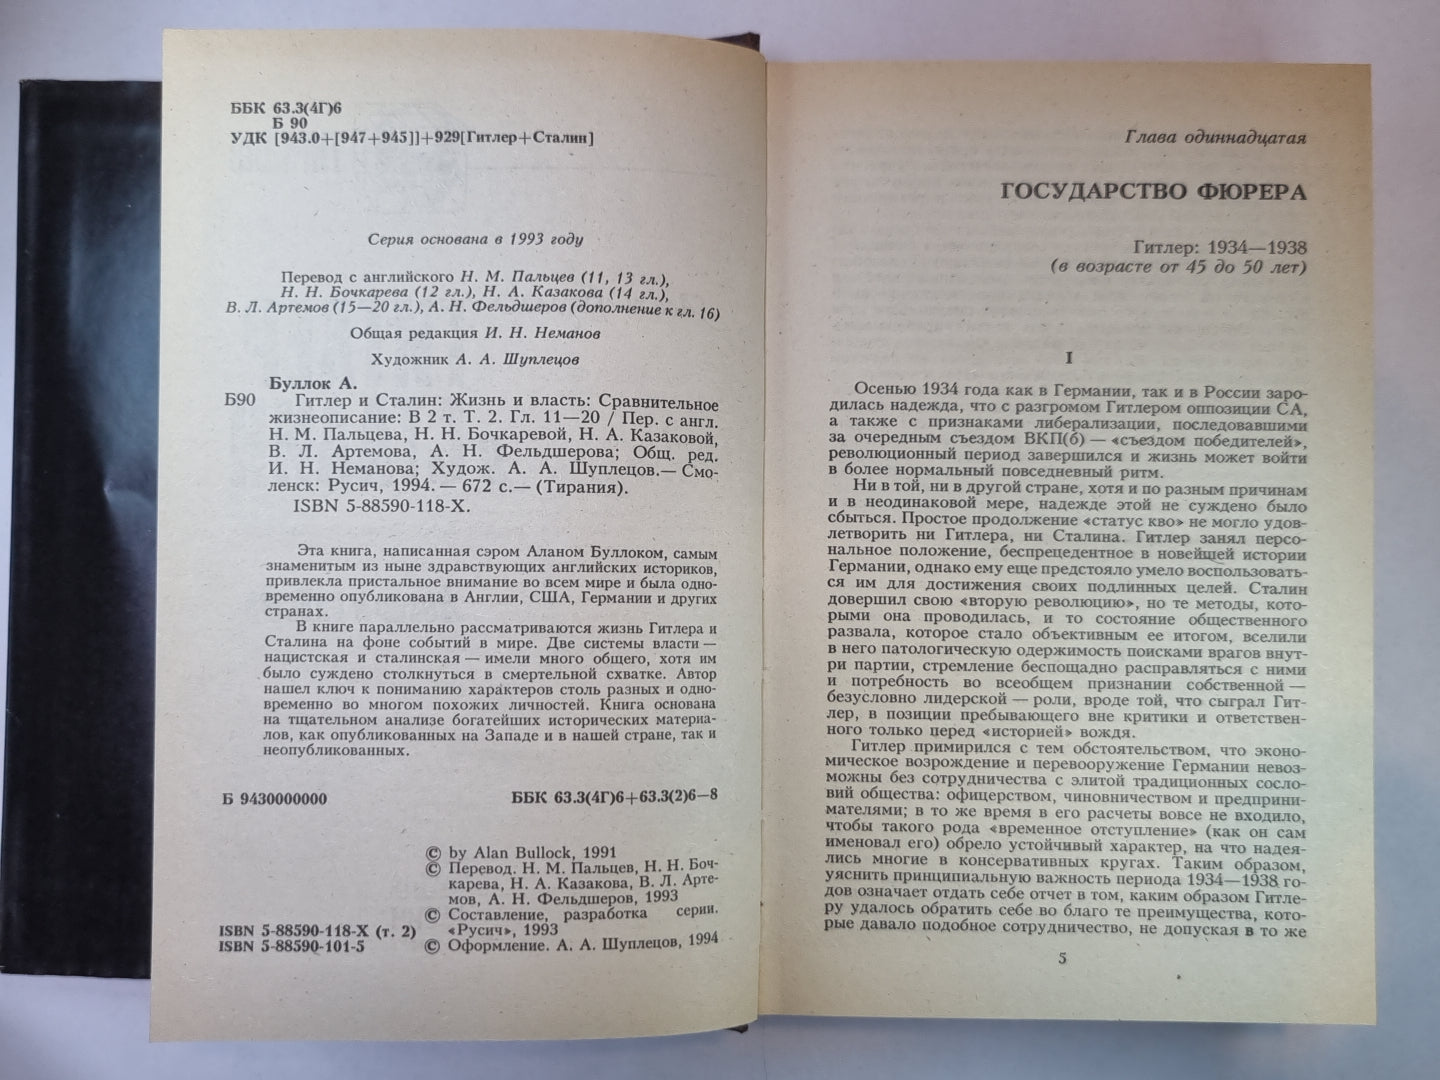 ББК 63.3(4Г)6
Б 90
УДК [943.0+[947+945]]+929[Гитлер+Сталин]
Серия основана в 1993 году
Перевод с английского Н. М. Пальцев (11, 13 гл.),
Н. Н. Бочкарева (12 гл.), Н. А. Казакова (14 гл.),
В. Л. Артемов (15—20 гл.), А. Н. Фельдшеров (дополнение к гл. 16)
Общая редакция И. Н. Неманов
Художник А. А. Шуплецов
Буллок А.
Б90 Гитлер и Сталин: Жизнь и власть: Сравнительное
жизнеописание: В 2 т. Т. 2. Гл. 11—20 / Пер. с англ.
Н. М. Пальцева, Н. Н. Бочкаревой, Н. А. Казаковой,
В. Л. Артемова, А. Н. Фельдшерова; Общ. ред.
И. Н. Неманова; Худож. А. А. Шуплецов.— Смо-
ленск: Русич, 1994. — 672 с.— (Тирания).
ISBN 5-88590-118-X.
Эта книга, написанная сэром Аланом Буллоком, самым
знаменитым из ныне здравствующих английских историков,
привлекла пристальное внимание во всем мире и была одно-
временно опубликована в Англии, США, Германии и других
странах.
В книге параллельно рассматриваются жизнь Гитлера и
Сталина на фоне событий в мире. Две системы власти —
нацистская и сталинская — имели много общего, хотя им
было суждено столкнуться в смертельной схватке. Автор
нашел ключ к пониманию характеров столь разных и одно-
временно во многом похожих личностей. Книга основана
на тщательном анализе богатейших исторических материа-
лов, как опубликованных на Западе и в нашей стране, так и
неопубликованных.
Б 9430000000 ББК 63.3(4Г)6+63.3(2)6—8
© by Alan Bullock, 1991
© Перевод. Н. М. Пальцев, Н. Н. Боч-
карева, Н. А. Казакова, В. Л. Арте-
мов, А. Н. Фельдшеров, 1993
© Составление, разработка серии.
ISBN 5-88590-118-X (т. 2) «Русич», 1993
ISBN 5-88590-101-5 © Оформление. А. А. Шуплецов, 1994
Глава одиннадцатая
ГОСУДАРСТВО ФЮРЕРА
Гитлер: 1934—1938
(в возрасте от 45 до 50 лет)
I
Осенью 1934 года как в Германии, так и в России заро-
дилась надежда, что с разгромом Гитлером оппозиции СА,
а также с признаками либерализации, последовавшими
за очередным съездом ВКП(б) — «съездом победителей»,
революционный период завершился и жизнь может войти
в более нормальный повседневный ритм.
Ни в той, ни в другой стране, хотя и по разным причинам
и в неодинаковой мере, надежде этой не суждено было
сбыться. Простое продолжение «статус кво» не могло удов-
летворить ни Гитлера, ни Сталина. Гитлер занял персо-
нальное положение, беспрецедентное в новейшей истории
Германии, однако ему еще предстояло умело воспользовать-
ся им для достижения своих подлинных целей. Сталин
довершил свою «вторую революцию», но те методы, кото-
рыми она проводилась, и то состояние общественного
развала, которое стало объективным ее итогом, вселили
в него патологическую одержимость поисками врагов внут-
ри партии, стремление беспощадно расправляться с ними
и потребность во всеобщем признании собственной —
безусловно лидерской — роли, вроде той, что сыграл Гит-
лер, в позиции пребывающего вне критики и ответствен-
ного только перед «историей» вождя.
Гитлер примирился с тем обстоятельством, что эконо-
мическое возрождение и перевооружение Германии невоз-
можны без сотрудничества с элитой традиционных сосло-
вий общества: офицерством, чиновничеством и предприни-
мателями; в то же время в его расчеты вовсе не входило,
чтобы такого рода «временное отступление» (как он сам
именовал его) обрело устойчивый характер, на что надея-
лись многие в консервативных кругах. Таким образом,
уяснить принципиальную важность периода 1934—1938 го-
дов означает отдать себе отчет в том, каким образом Гитле-
ру удалось обратить себе во благо те преимущества, кото-
рые давало подобное сотрудничество, не допуская в то же
5